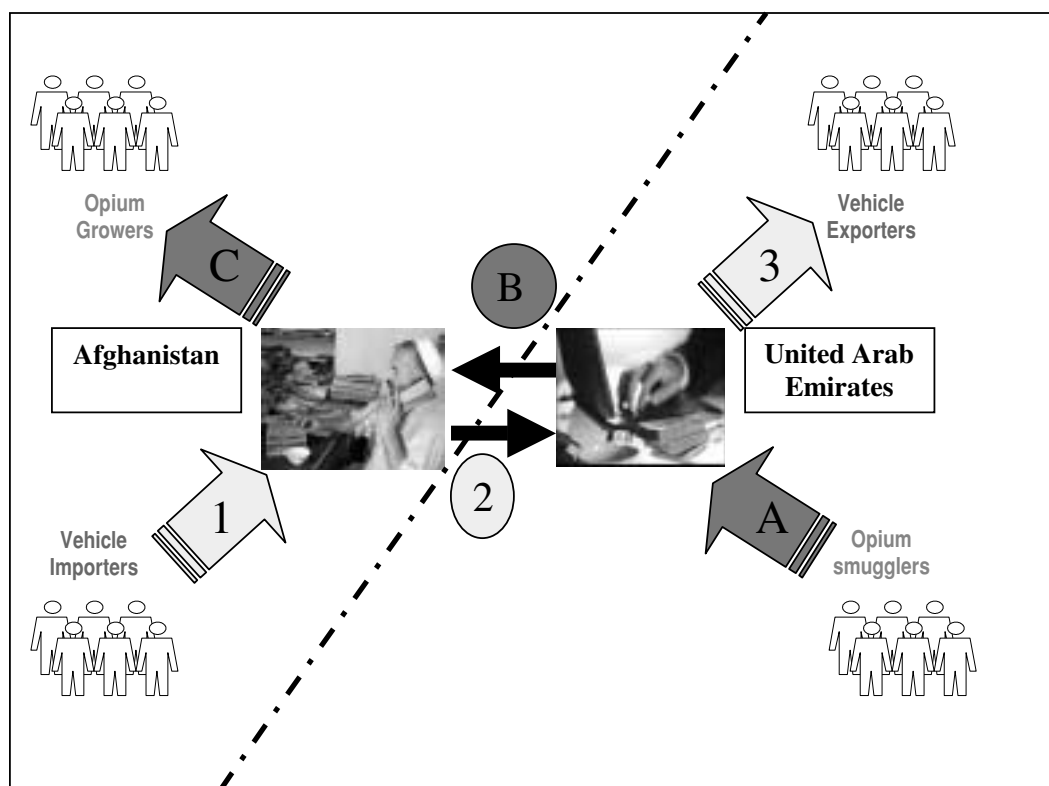 Opium
Growers
C
Afghanistan
1
Vehicle
Importers
B
2
Vehicle
Exporters
3
United Arab
Emirates
A
Opium
smugglers